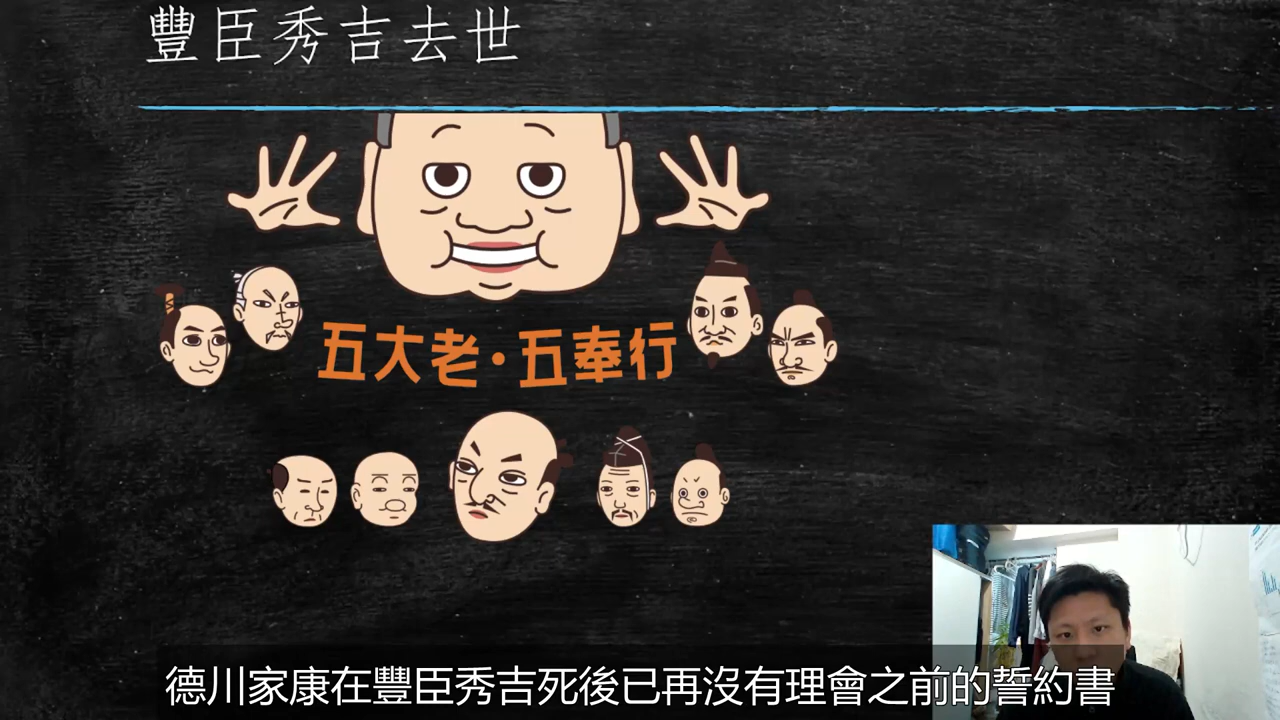 豐臣秀吉去世
五大老・五奉行
德川家康在豐臣秀吉死後已再沒有理會之前的誓約書